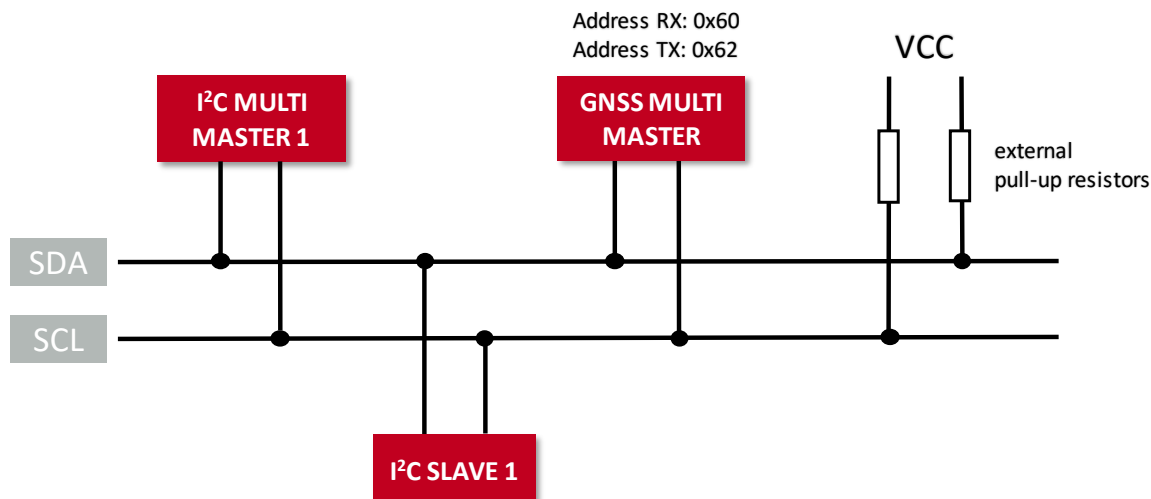 Address RX: 0x60
Address TX: 0x62
VCC
I²C MULTI
MASTER 1
GNSS MULTI
MASTER
external
pull-up resistors
SDA
SCL
I²C SLAVE 1